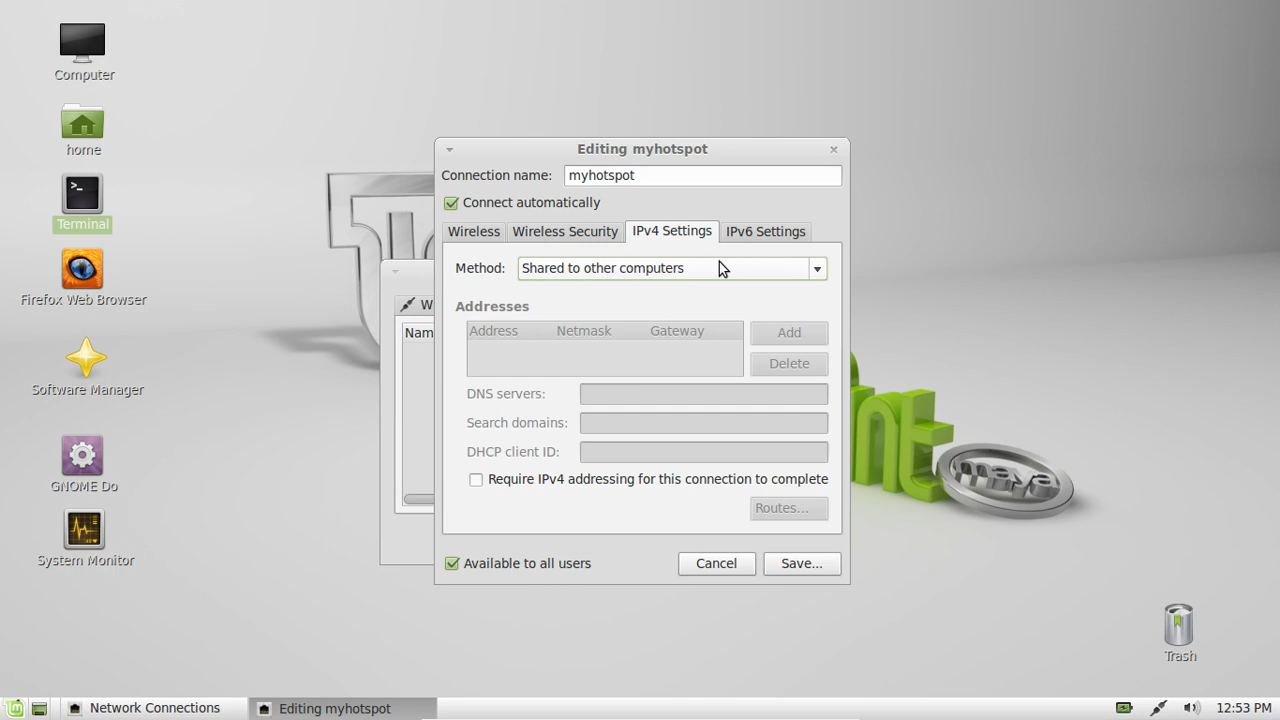 Computer
home
>_
Terminal
Firefox Web Browser
Software Manager
GNOME Do
System Monitor
Editing myhotspot
Connection name: myhotspot
Connect automatically
Wireless Wireless Security IPv4 Settings IPv6 Settings
Method: Shared to other computers
Addresses
Address Netmask Gateway
Add
Delete
DNS servers:
Search domains:
DHCP client ID:
Require IPv4 addressing for this connection to complete
Routes...
Available to all users
Cancel Save...
W
Nam
maya
Trash
Network Connections Editing myhotspot 12:53 PM